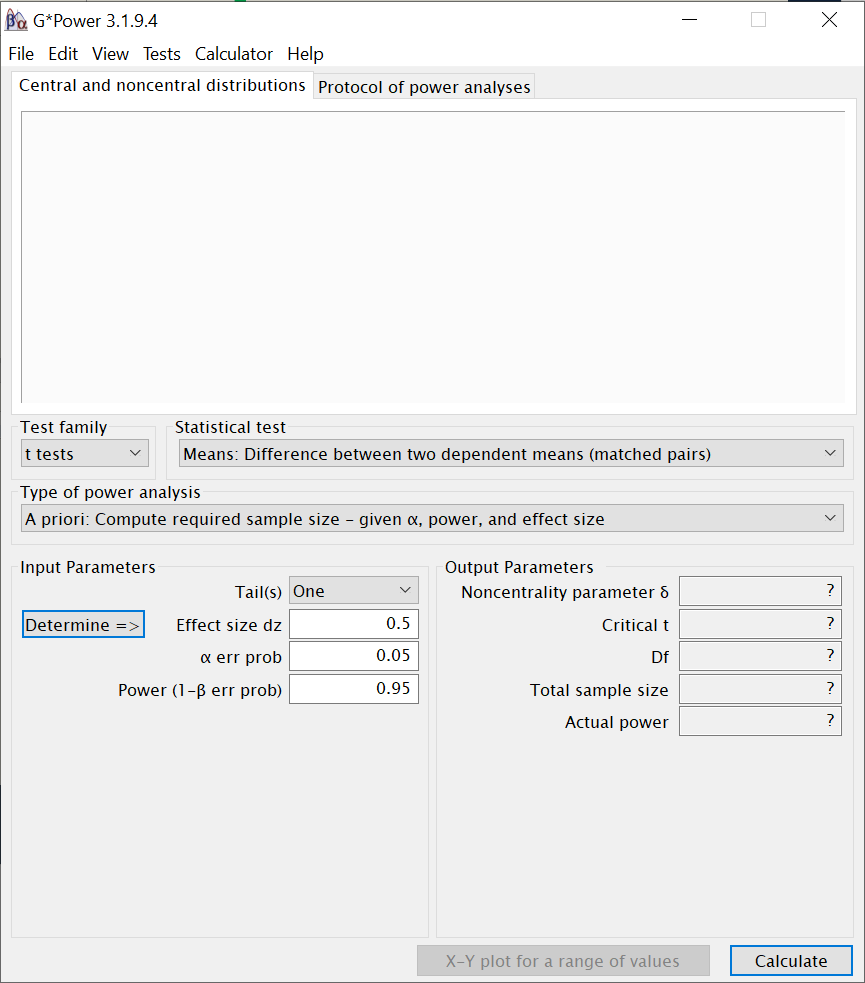 G*Power 3.1.9.4
File Edit View Tests Calculator Help
Central and noncentral distributions Protocol of power analyses
Test family
t tests
Statistical test
Means: Difference between two dependent means (matched pairs)
Type of power analysis
A priori: Compute required sample size - given α, power, and effect size
Input Parameters
Tail(s) One
Determine => Effect size dz 0.5
α err prob 0.05
Power (1-β err prob) 0.95
Output Parameters
Noncentrality parameter δ ?
Critical t ?
Df ?
Total sample size ?
Actual power ?
X-Y plot for a range of values Calculate